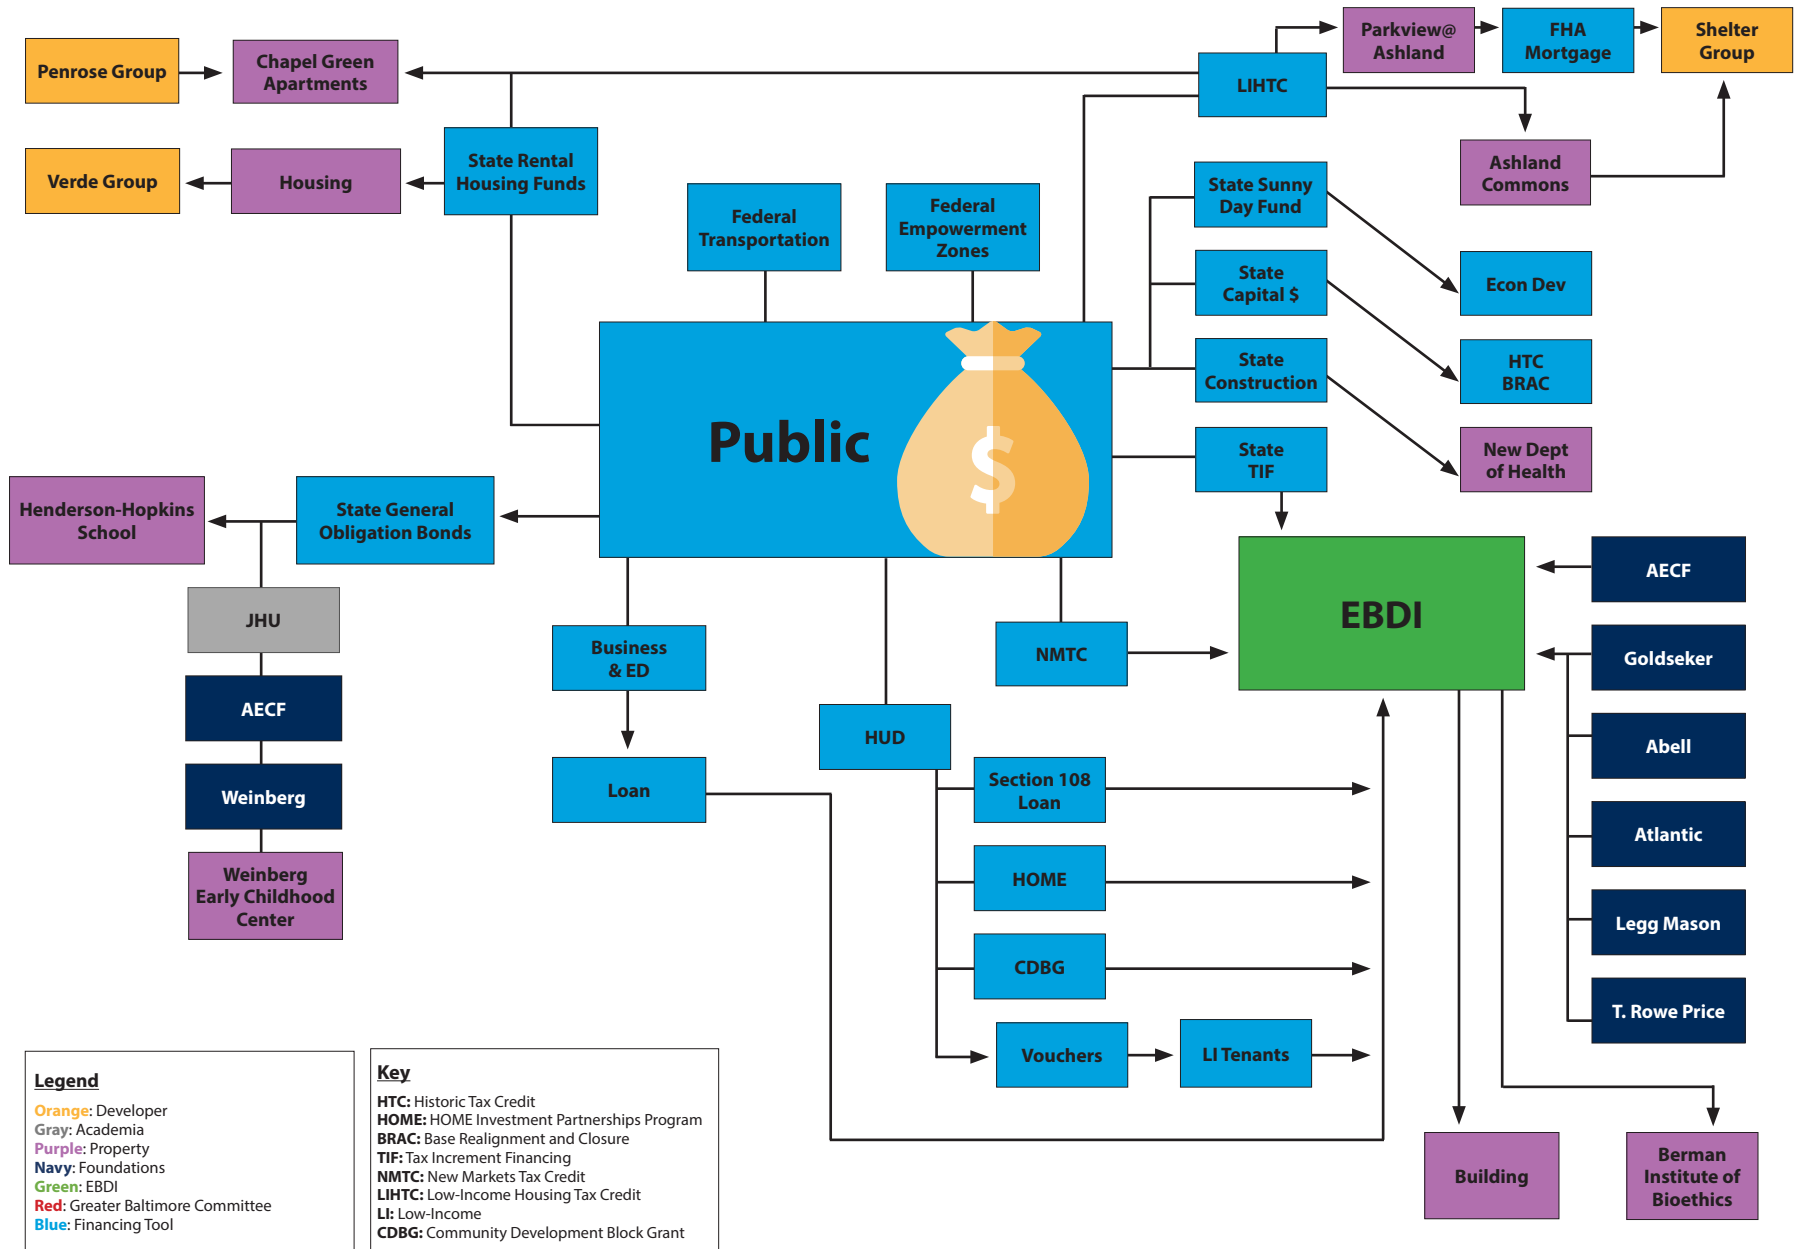 Penrose Group
Chapel Green
Apartments
LIHTC
Parkview@
Ashland
FHA
Mortgage
Shelter
Group
Verde Group
Housing
State Rental
Housing Funds
Ashland
Commons
Federal
Transportation
Federal
Empowerment
Zones
State Sunny
Day Fund
State
Capital $
State
Construction
State
TIF
Econ Dev
HTC
BRAC
New Dept
of Health
Public
$
Henderson-Hopkins
School
State General
Obligation Bonds
JHU
AECF
Weinberg
Weinberg
Early Childhood
Center
Business
& ED
Loan
HUD
NMTC
EBDI
AECF
Goldseker
Abell
Atlantic
Legg Mason
T. Rowe Price
Section 108
Loan
HOME
CDBG
Vouchers
LI Tenants
Building
Berman
Institute of
Bioethics
Legend
Orange: Developer
Gray: Academia
Purple: Property
Navy: Foundations
Green: EBDI
Red: Greater Baltimore Committee
Blue: Financing Tool
Key
HTC: Historic Tax Credit
HOME: HOME Investment Partnerships Program
BRAC: Base Realignment and Closure
TIF: Tax Increment Financing
NMTC: New Markets Tax Credit
LIHTC: Low-Income Housing Tax Credit
LI: Low-Income
CDBG: Community Development Block Grant